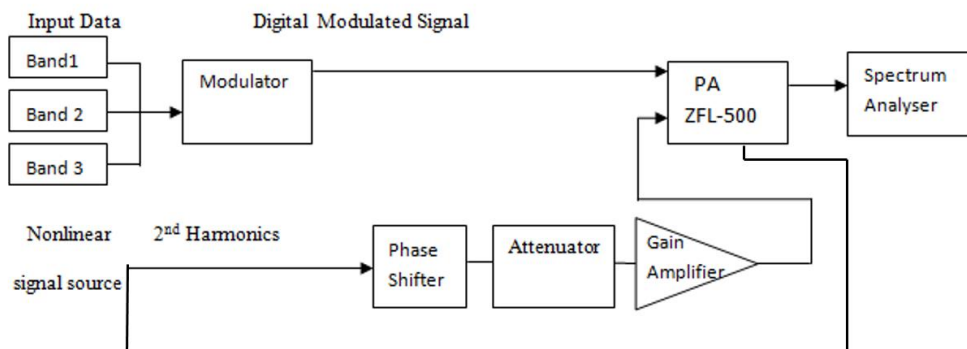 Input Data
Digital Modulated Signal
Band1
Band 2
Band 3
Modulator
PA
ZFL-500
Spectrum
Analyser
Nonlinear
signal source
2nd Harmonics
Phase
Shifter
Attenuator
Gain
Amplifier